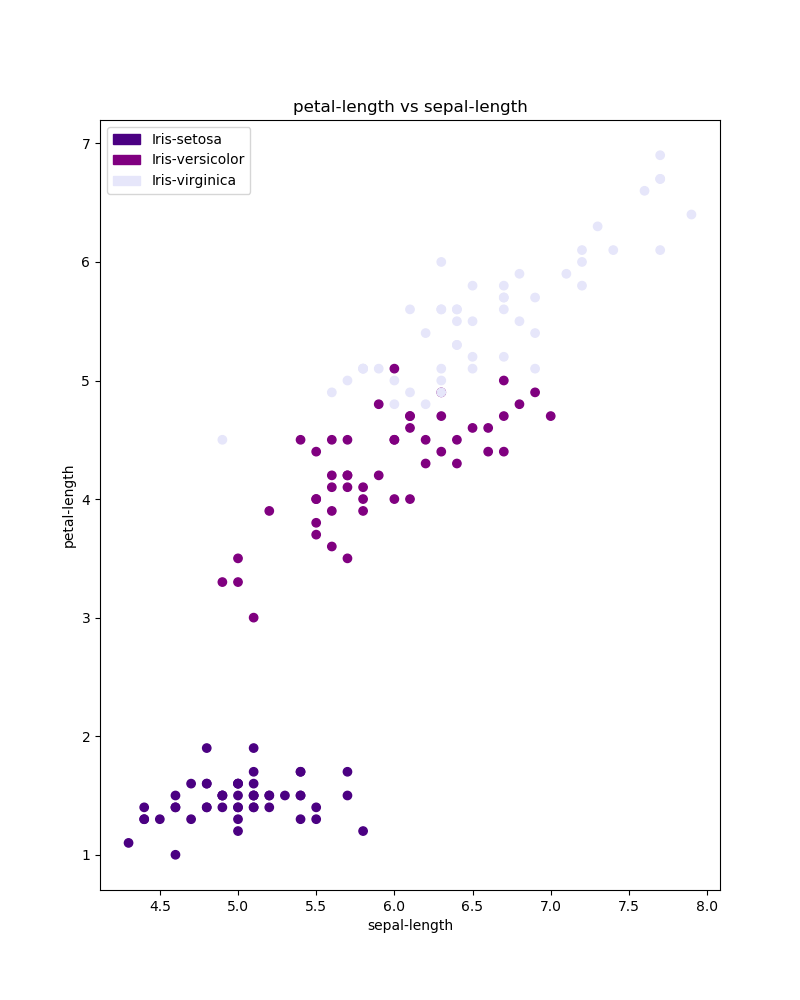 petal-length vs sepal-length
Iris-setosa
Iris-versicolor
Iris-virginica
7
6
5
4
3
2
1
petal-length
4.5 5.0 5.5 6.0 6.5 7.0 7.5 8.0
sepal-length